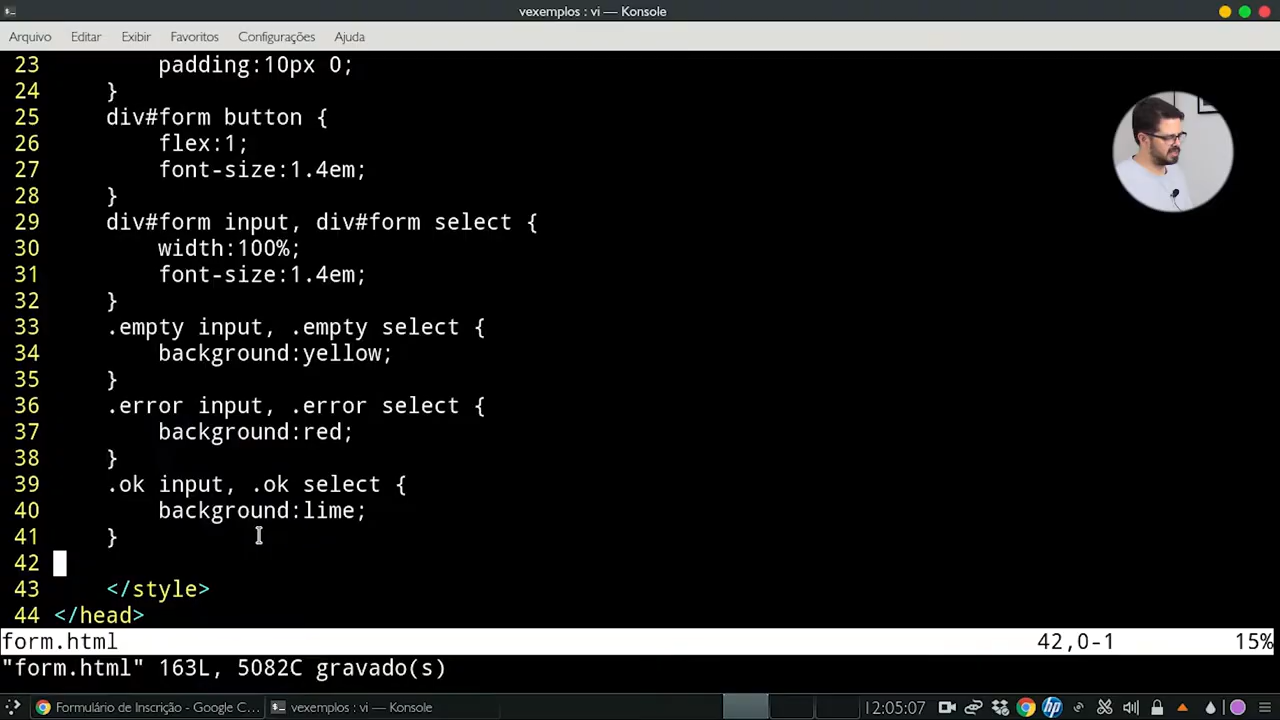 vexemplos : vi — Konsole
Arquivo Editar Exibir Favoritos Configurações Ajuda
23 padding:10px 0;
24 }
25 div#form button {
26 flex:1;
27 font-size:1.4em;
28 }
29 div#form input, div#form select {
30 width:100%;
31 font-size:1.4em;
32 }
33 .empty input, .empty select {
34 background:yellow;
35 }
36 .error input, .error select {
37 background:red;
38 }
39 .ok input, .ok select {
40 background:lime;
41 }
42
43 </style>
44 </head>
form.html 42,0-1 15%
"form.html" 163L, 5082C gravado(s)
Formulário de Inscrição - Google C... vexemplos : vi — Konsole 12:05:07 hp